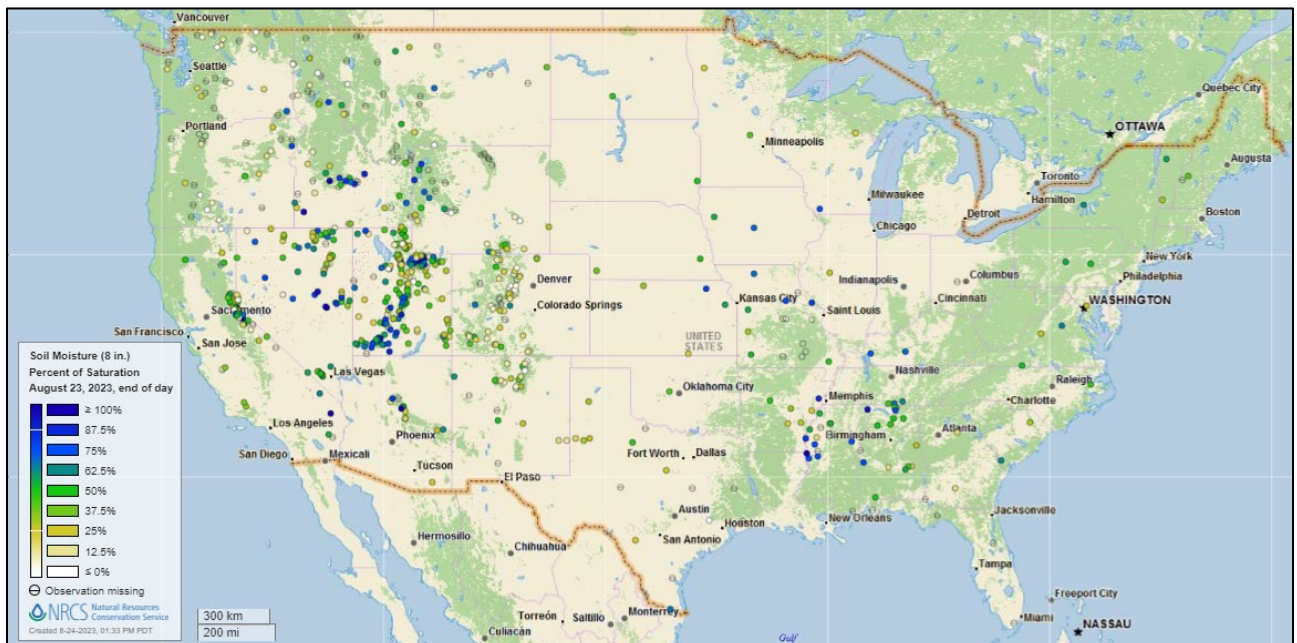 Vancouver
Seattle
Portland
Quebec City
OTTAWA
Augusta
Minneapolis
Toronto
Hamilton
Milwaukee
Detroit
Boston
Chicago
New York
Philadelphia
Indianapolis
Columbus
Denver
WASHINGTON
Cincinnati
Kansas City
Colorado Springs
Sacramento
Saint Louis
San Francisco
San Jose
UNITED
STATES
Las Vegas
Nashville
Raleigh
Oklahoma City
Memphis
Charlotte
Los Angeles
Phoenix
Birmingham
Atlanta
San Diego
Mexicali
Fort Worth
Dallas
Tucson
El Paso
Austin
Jacksonville
Houston
New Orleans
Hermosillo
San Antonio
Chihuahua
Tampa
Freeport City
Monterrey
Torreón
Saltillo
Miami
NASSAU
Culiacán
Gulf
Soil Moisture (8 in.)
Percent of Saturation
August 23, 2023, end of day
≥ 100%
87.5%
75%
62.5%
50%
37.5%
25%
12.5%
≤ 0%
Observation missing
NRCS Natural Resources
Conservation Service
Created 8-24-2023, 01:33 PM PDT
300 km
200 mi